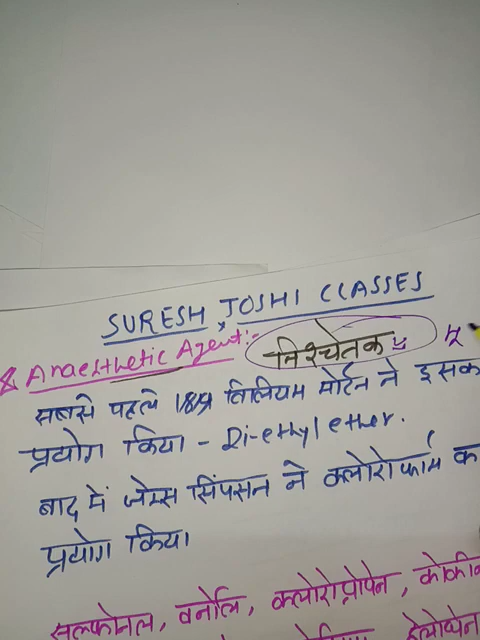 SURESH JOSHI CLASSES
& Anaesthetic Agent:- निश्चेतक
सबसे पहले विलियम मोर्टन ने इसक
प्रयोग किया - Di-ethyl ether.
बाद में जेम्स सिंपसन ने क्लोरोफार्म क
प्रयोग किया।
सल्फोनल, वेनोल, क्लोरोप्रोपेन, कोकीन